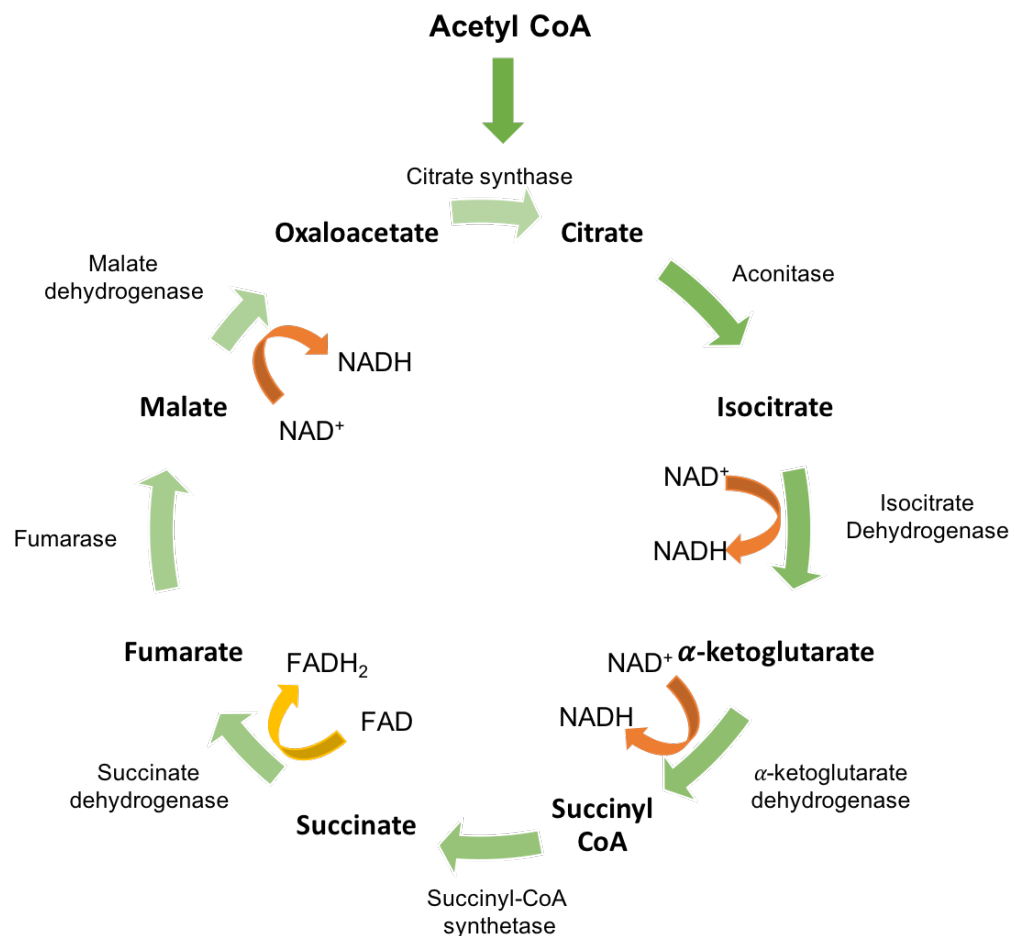 Acetyl CoA
Citrate synthase
Oxaloacetate
Citrate
Malate
dehydrogenase
Aconitase
NADH
Malate
NAD⁺
Isocitrate
NAD⁺
NADH
Isocitrate
Dehydrogenase
Fumarase
Fumarate
FADH₂
FAD
NAD⁺
α-ketoglutarate
NADH
Succinate
dehydrogenase
α-ketoglutarate
dehydrogenase
Succinate
Succinyl
CoA
Succinyl-CoA
synthetase